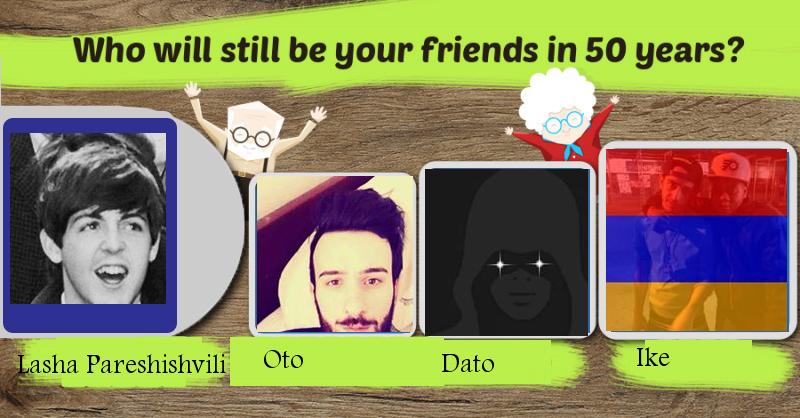 Who will still be your friends in 50 years?
Lasha Pareshishvili
Oto
Dato
Ike